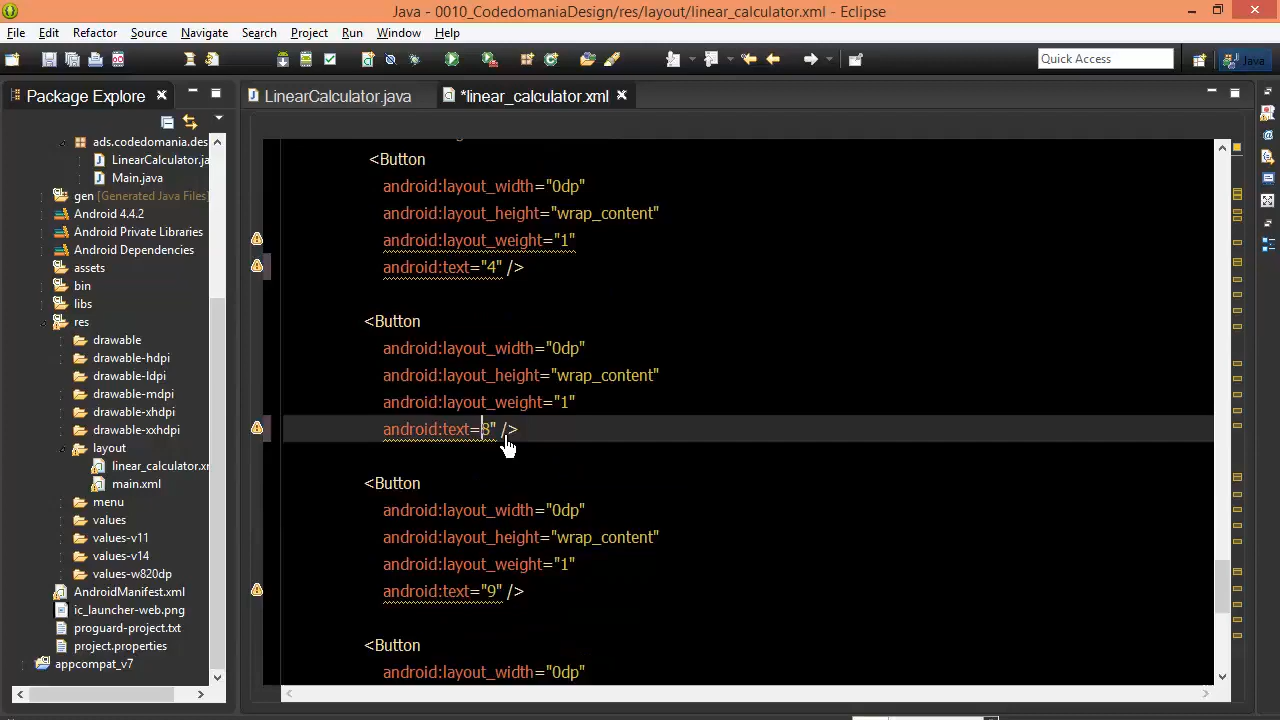 Java - 0010_CodedomaniaDesign/res/layout/linear_calculator.xml - Eclipse
File Edit Refactor Source Navigate Search Project Run Window Help
Quick Access
Java
Package Explore
LinearCalculator.java
*linear_calculator.xml
ads.codedomania.des
LinearCalculator.ja
Main.java
gen [Generated Java Files]
Android 4.4.2
Android Private Libraries
Android Dependencies
assets
bin
libs
res
drawable
drawable-hdpi
drawable-ldpi
drawable-mdpi
drawable-xhdpi
drawable-xxhdpi
layout
linear_calculator.xr
main.xml
menu
values
values-v11
values-v14
values-w820dp
AndroidManifest.xml
ic_launcher-web.png
proguard-project.txt
project.properties
appcompat_v7
<Button
android:layout_width="0dp"
android:layout_height="wrap_content"
android:layout_weight="1"
android:text="4" />
<Button
android:layout_width="0dp"
android:layout_height="wrap_content"
android:layout_weight="1"
android:text=8" />
<Button
android:layout_width="0dp"
android:layout_height="wrap_content"
android:layout_weight="1"
android:text="9" />
<Button
android:layout_width="0dp"